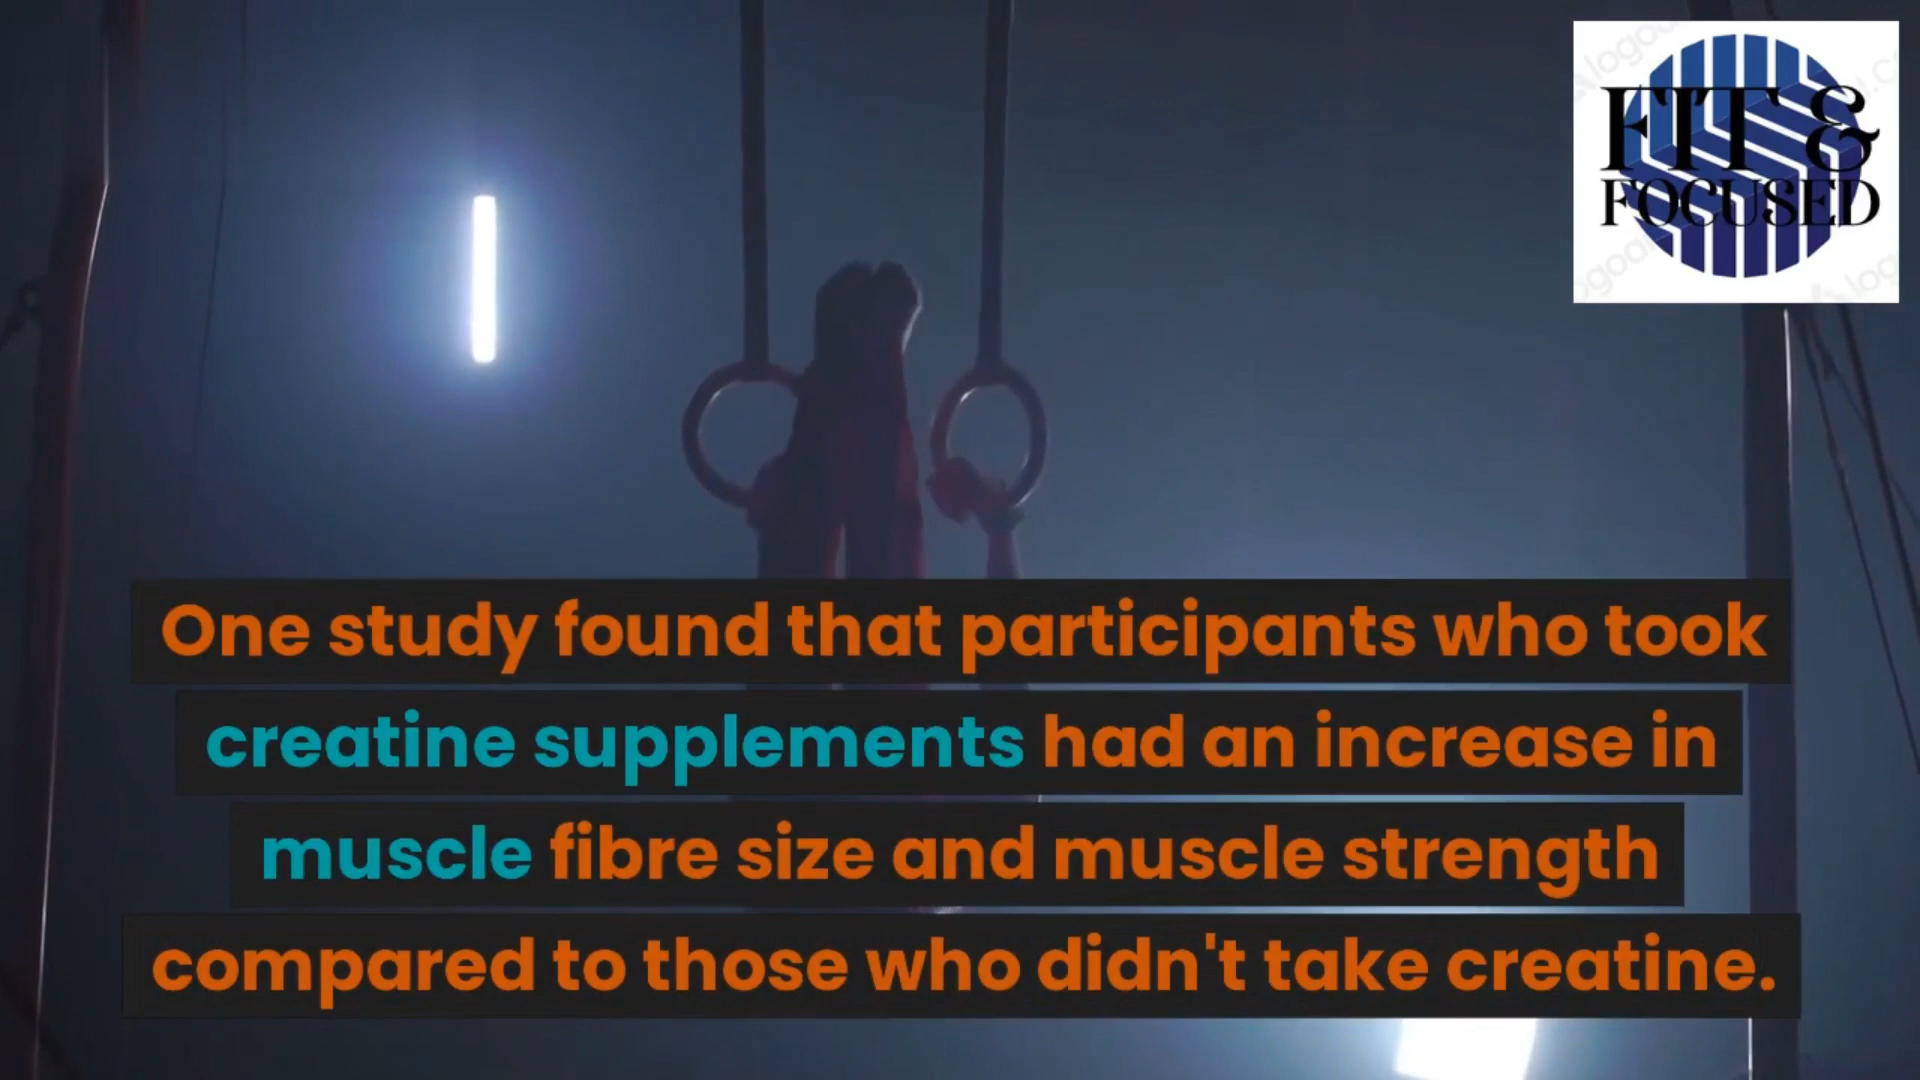 FIT &
FOCUSED
One study found that participants who took
creatine supplements had an increase in
muscle fibre size and muscle strength
compared to those who didn't take creatine.